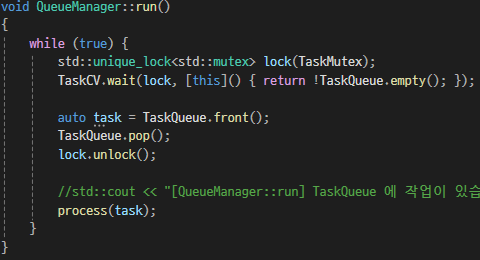 void QueueManager::run()
{
    while (true) {
        std::unique_lock<std::mutex> lock(TaskMutex);
        TaskCV.wait(lock, [this]() { return !TaskQueue.empty(); });

        auto task = TaskQueue.front();
        TaskQueue.pop();
        lock.unlock();

        //std::cout << "[QueueManager::run] TaskQueue 에 작업이 있습
        process(task);
    }
}